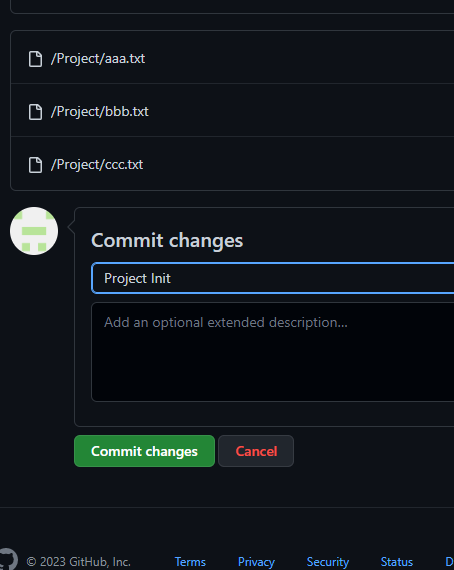 /Project/aaa.txt
/Project/bbb.txt
/Project/ccc.txt
Commit changes
Project Init
Add an optional extended description...
Commit changes Cancel
© 2023 GitHub, Inc. Terms Privacy Security Status